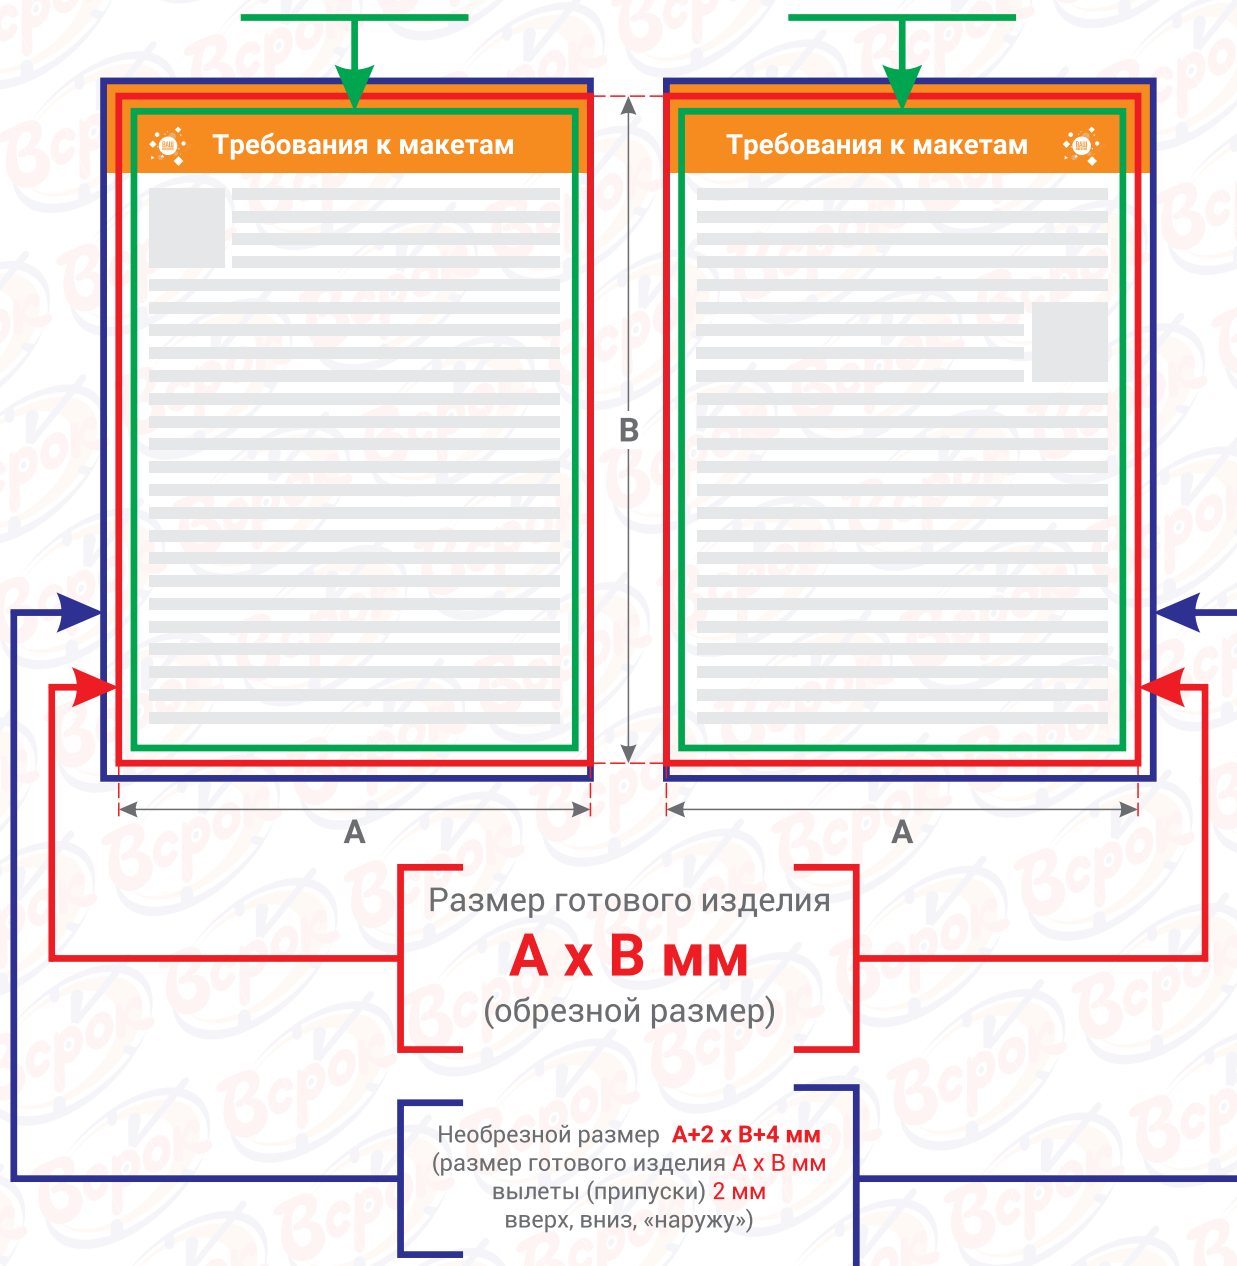 Требования к макетам
Требования к макетам
B
A
A
Размер готового изделия
A x B мм
(обрезной размер)
Необрезной размер A+2 x B+4 мм
(размер готового изделия A x B мм
вылеты (припуски) 2 мм
вверх, вниз, «наружу»)
Всрок